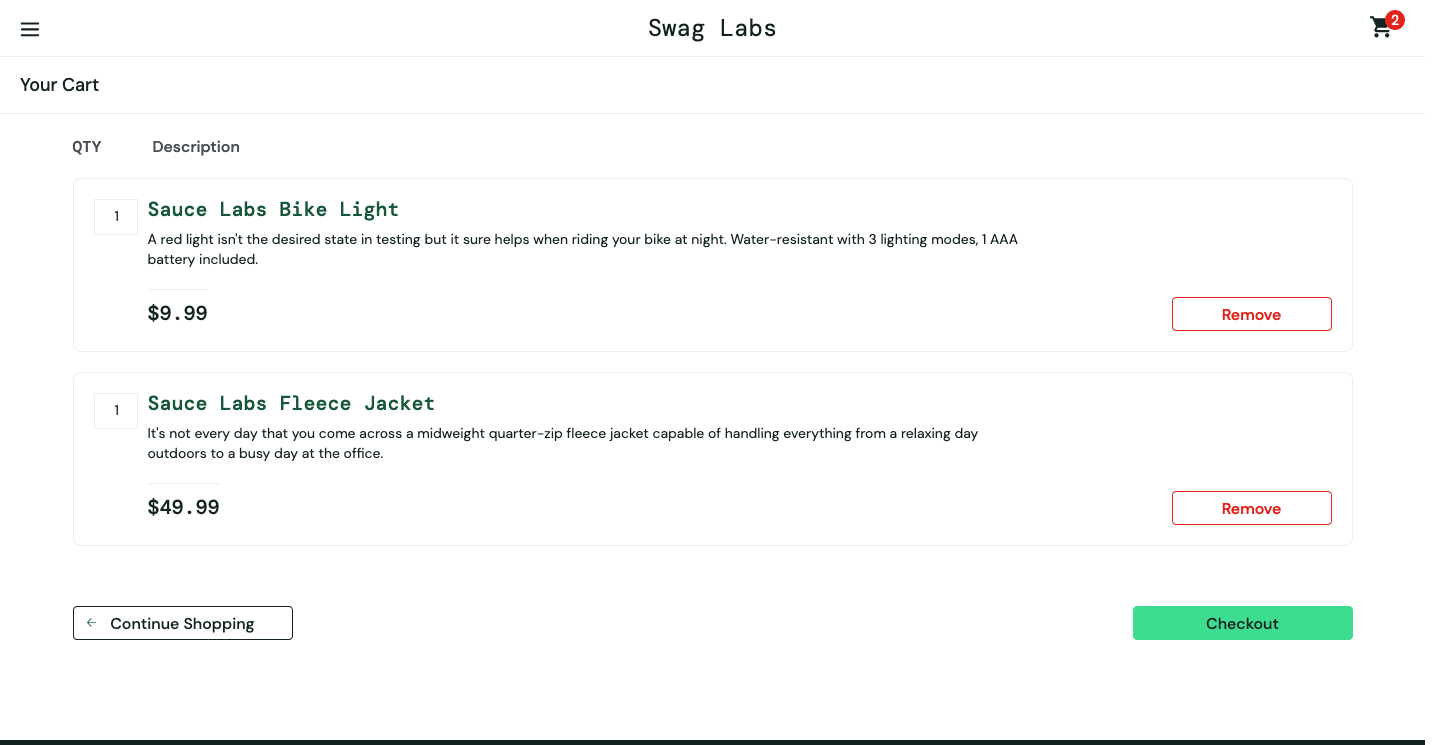 Swag Labs
2
Your Cart
QTY Description
1
Sauce Labs Bike Light
A red light isn't the desired state in testing but it sure helps when riding your bike at night. Water-resistant with 3 lighting modes, 1 AAA
battery included.
$9.99
Remove
1
Sauce Labs Fleece Jacket
It's not every day that you come across a midweight quarter-zip fleece jacket capable of handling everything from a relaxing day
outdoors to a busy day at the office.
$49.99
Remove
Continue Shopping
Checkout